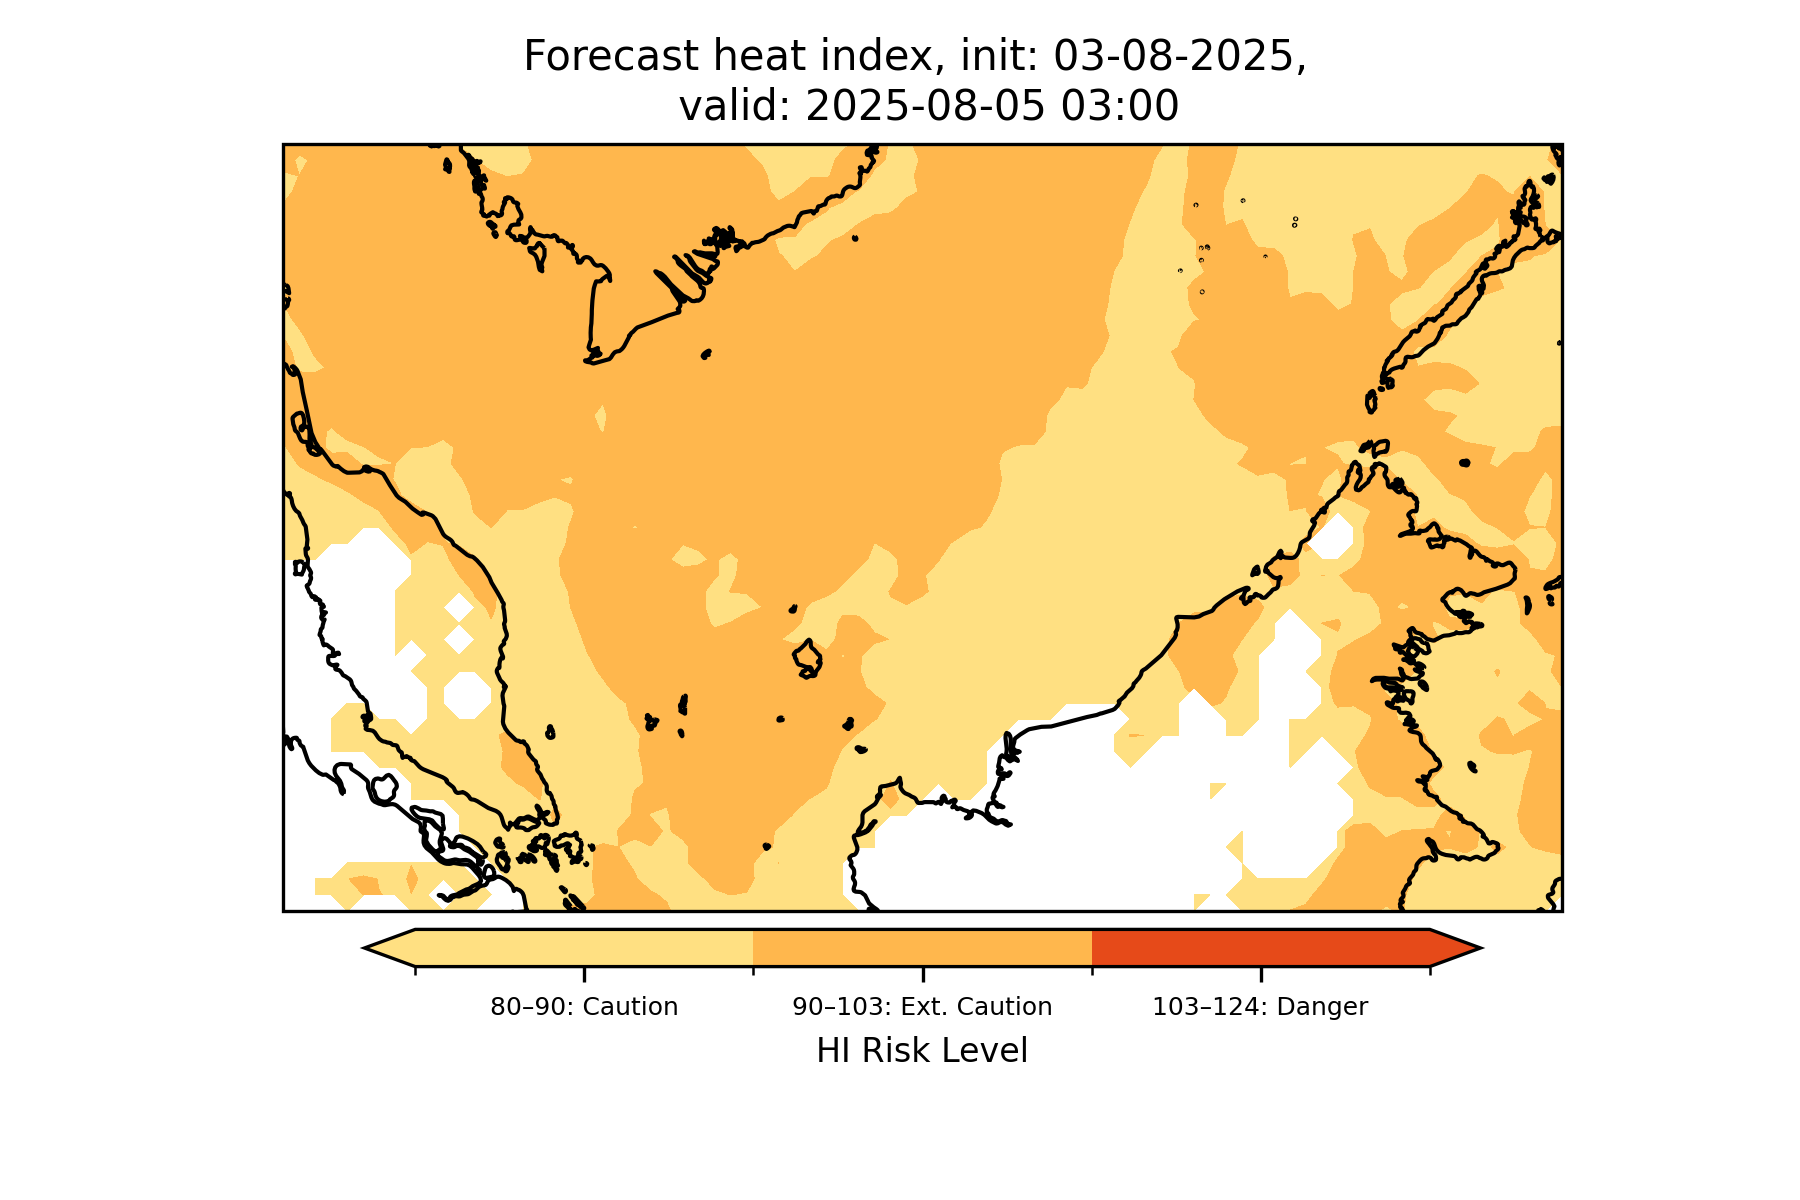 Forecast heat index, init: 03-08-2025,
valid: 2025-08-05 03:00
80–90: Caution
90–103: Ext. Caution
103–124: Danger
HI Risk Level